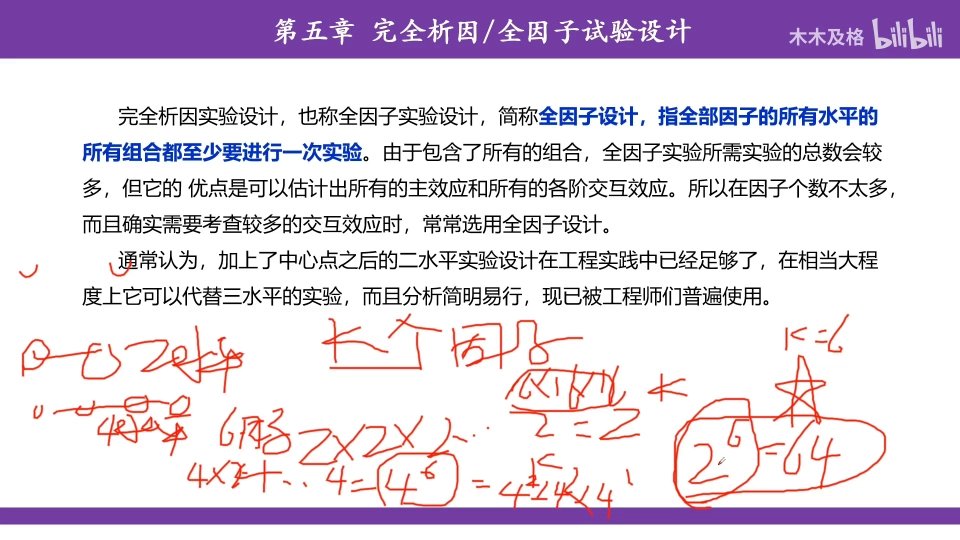 第五章 完全析因/全因子试验设计
木木及格 bilibili
完全析因实验设计，也称全因子实验设计，简称全因子设计，指全部因子的所有水平的
所有组合都至少要进行一次实验。由于包含了所有的组合，全因子实验所需实验的总数会较
多，但它的 优点是可以估计出所有的主效应和所有的各阶交互效应。所以在因子个数不太多，
而且确实需要考查较多的交互效应时，常常选用全因子设计。
通常认为，加上了中心点之后的二水平实验设计在工程实践中已经足够了，在相当大程
度上它可以代替三水平的实验，而且分析简明易行，现已被工程师们普遍使用。
K个因子
K=6
2水平
4水平
2×2×2...
2^K = 2
2^6=64
4^6